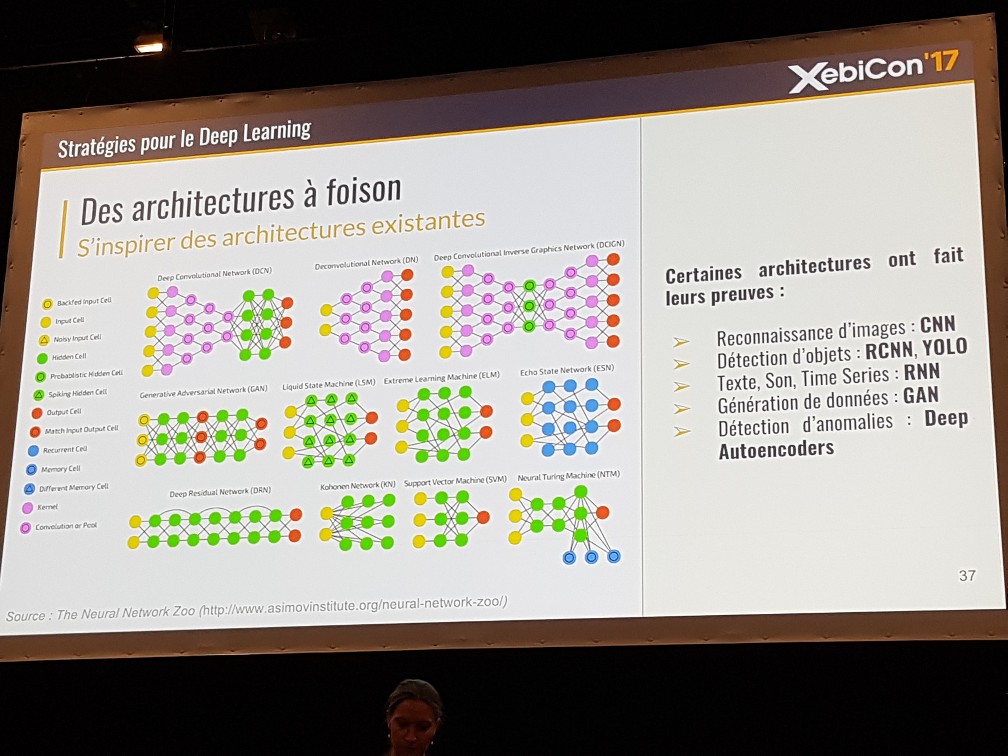 XebiCon'17
Stratégies pour le Deep Learning
Des architectures à foison
S'inspirer des architectures existantes
Backfed Input Cell
Input Cell
Noisy Input Cell
Hidden Cell
Probablistic Hidden Cell
Spiking Hidden Cell
Output Cell
Match Input Output Cell
Recurrent Cell
Memory Cell
Different Memory Cell
Kernel
Convolution or Pool
Deep Convolutional Network (DCN)
Deconvolutional Network (DN)
Deep Convolutional Inverse Graphics Network (DCIGN)
Generative Adversarial Network (GAN)
Liquid State Machine (LSM)
Extreme Learning Machine (ELM)
Echo State Network (ESN)
Deep Residual Network (DRN)
Kohonen Network (KN)
Support Vector Machine (SVM)
Neural Turing Machine (NTM)
Source : The Neural Network Zoo (http://www.asimovinstitute.org/neural-network-zoo/)
Certaines architectures ont fait
leurs preuves :
➢ Reconnaissance d'images : CNN
➢ Détection d'objets : RCNN, YOLO
➢ Texte, Son, Time Series : RNN
➢ Génération de données : GAN
➢ Détection d'anomalies : Deep
Autoencoders
37